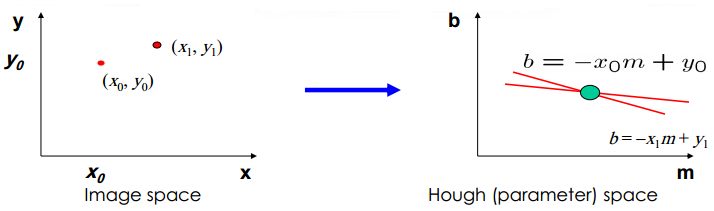 y
y₀
(x₁, y₁)
(x₀, y₀)
x₀
x
Image space
b
b = −x₀m + y₀
b = −x₁m + y₁
m
Hough (parameter) space